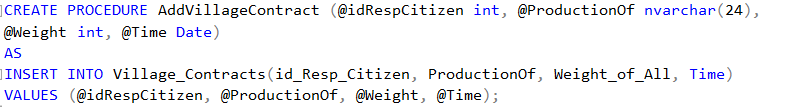 CREATE PROCEDURE AddVillageContract (@idRespCitizen int, @ProductionOf nvarchar(24),
@Weight int, @Time Date)
AS
INSERT INTO Village_Contracts(id_Resp_Citizen, ProductionOf, Weight_of_All, Time)
VALUES (@idRespCitizen, @ProductionOf, @Weight, @Time);